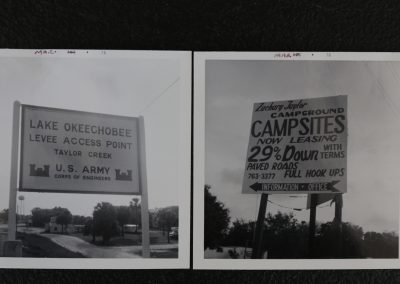 LAKE OKEECHOBEE
LEVEE ACCESS POINT
TAYLOR CREEK
U.S. ARMY
CORPS OF ENGINEERS
Zachary Taylor
CAMPGROUND
CAMPSITES
NOW LEASING
29% Down WITH TERMS
PAVED ROADS
763-3377 FULL HOOK UPS
INFORMATION OFFICE